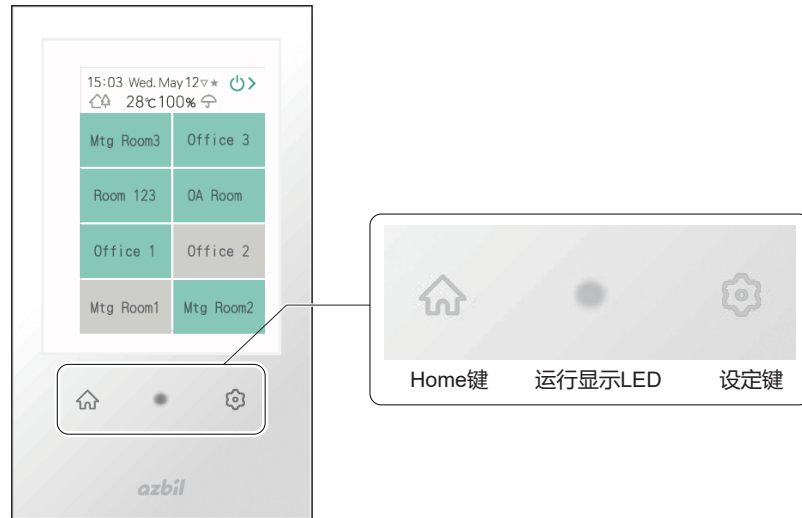 15:03 Wed. May 12▽★
28℃100%
Mtg Room3 Office 3
Room 123 OA Room
Office 1 Office 2
Mtg Room1 Mtg Room2
azbil
Home键 运行显示LED 设定键